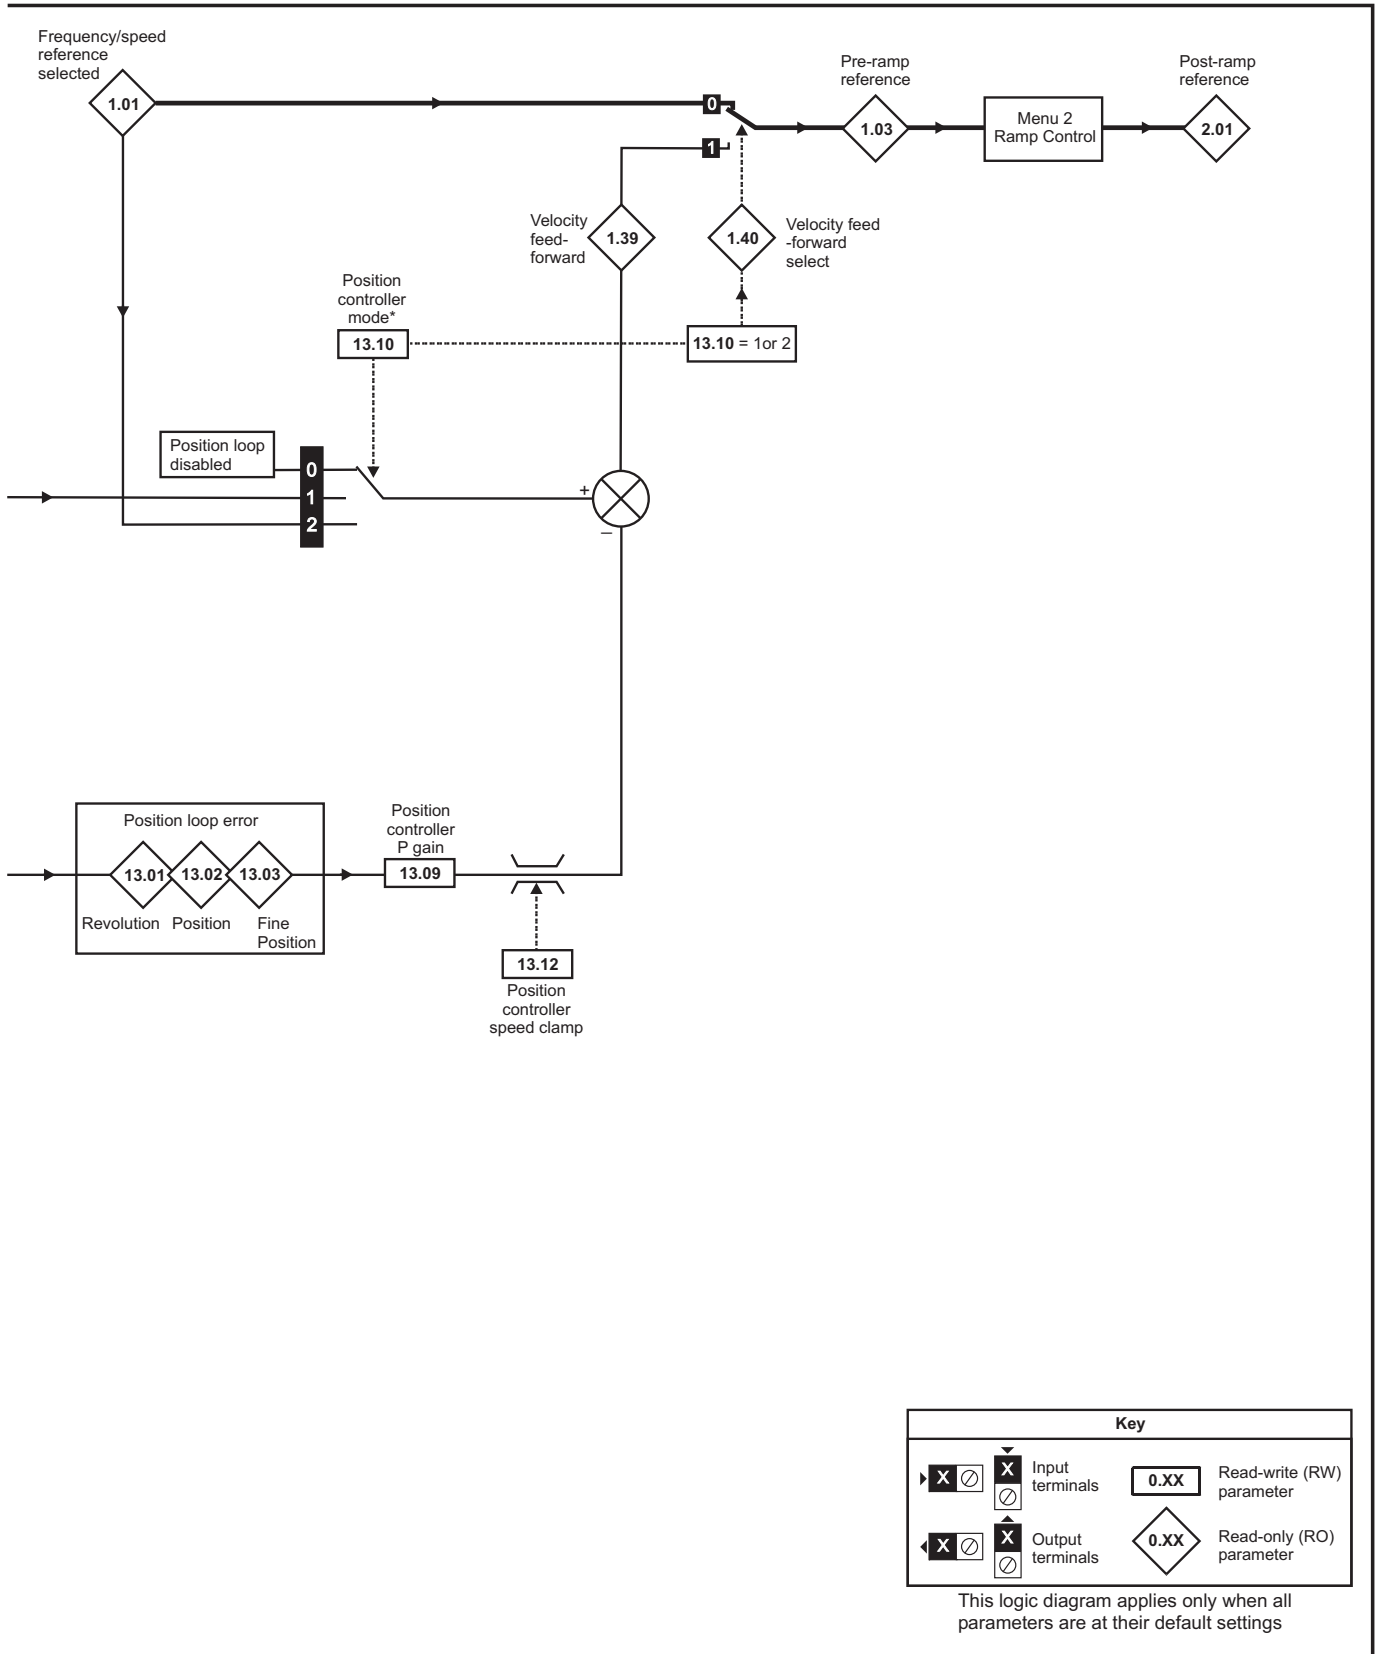 Frequency/speed
reference
selected
1.01
0
1
Pre-ramp
reference
1.03
Menu 2
Ramp Control
Post-ramp
reference
2.01
Velocity
feed-
forward
1.39
1.40
Velocity feed
-forward
select
Position
controller
mode*
13.10
13.10 = 1or 2
Position loop
disabled
0
1
2
+
–
Position loop error
13.01
13.02
13.03
Revolution
Position
Fine
Position
Position
controller
P gain
13.09
13.12
Position
controller
speed clamp
Key
X
X
Input
terminals
0.XX
Read-write (RW)
parameter
X
X
Output
terminals
0.XX
Read-only (RO)
parameter
This logic diagram applies only when all
parameters are at their default settings